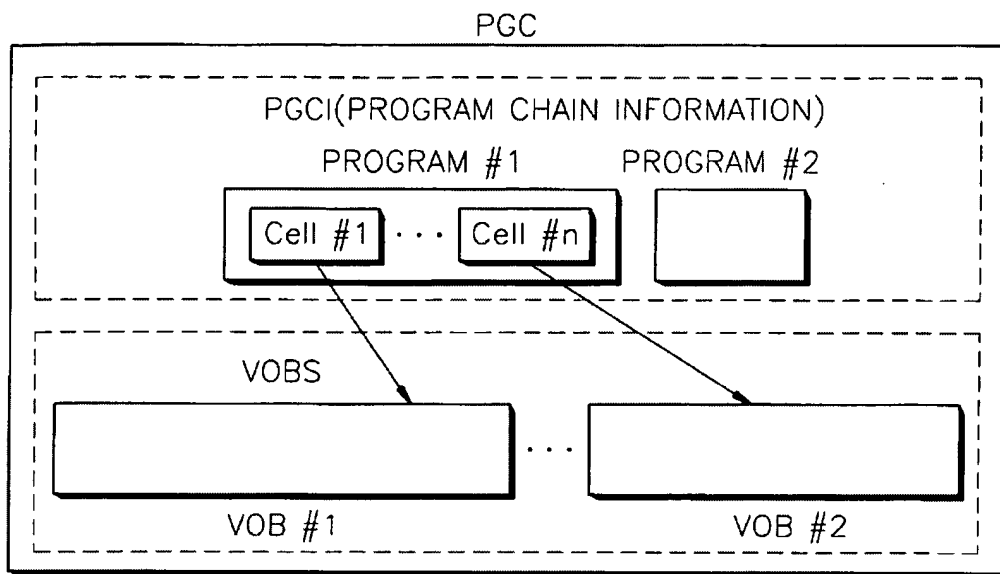 PGC
PGCI(PROGRAM CHAIN INFORMATION)
PROGRAM #1 PROGRAM #2
Cell #1 ··· Cell #n
VOBS
···
VOB #1 VOB #2